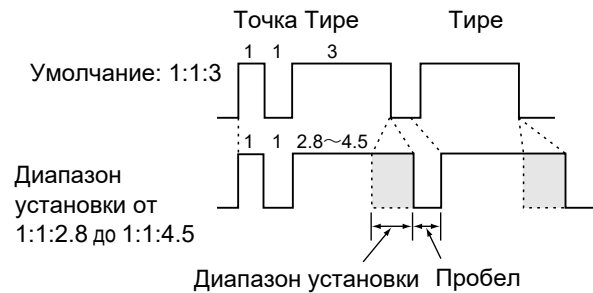 Точка Тире Тире
1 1 3
Умолчание: 1:1:3
1 1 2.8～4.5
Диапазон
установки от
1:1:2.8 до 1:1:4.5
Диапазон установки Пробел